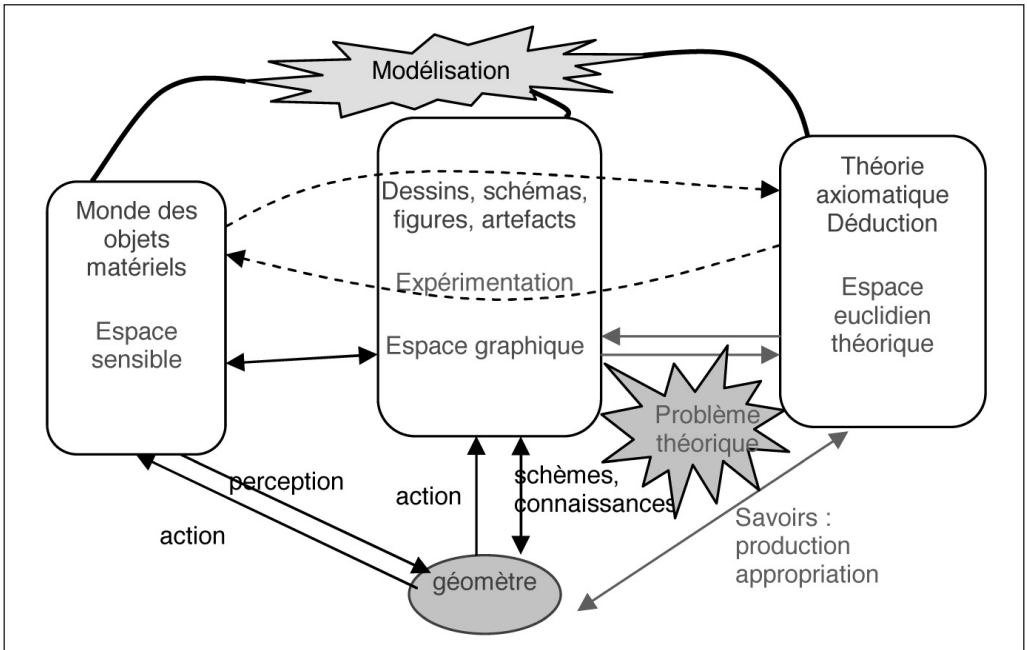 Modélisation
Monde des
objets
matériels
Espace
sensible
Dessins, schémas,
figures, artefacts
Expérimentation
Espace graphique
Théorie
axiomatique
Déduction
Espace
euclidien
théorique
Problème
théorique
perception
action
action
schèmes,
connaissances
géomètre
Savoirs :
production
appropriation